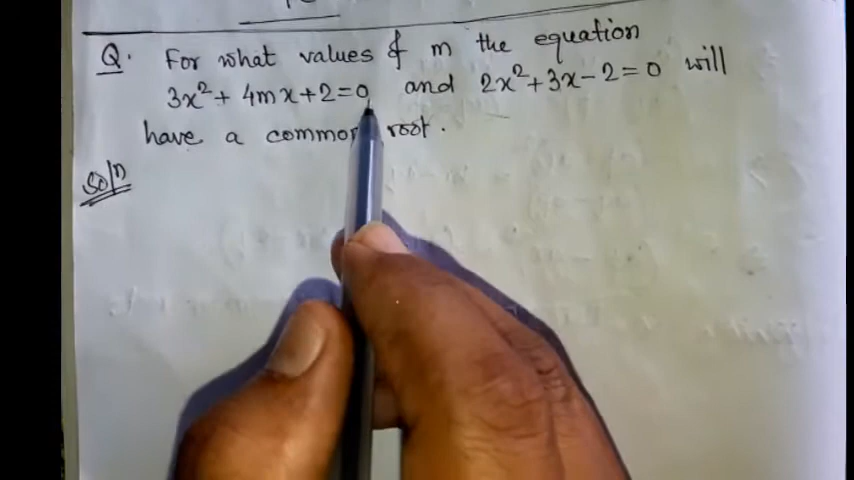 Q. For what values of m the equation
3x² + 4mx + 2 = 0 and 2x² + 3x - 2 = 0 will
have a common root.
Soln